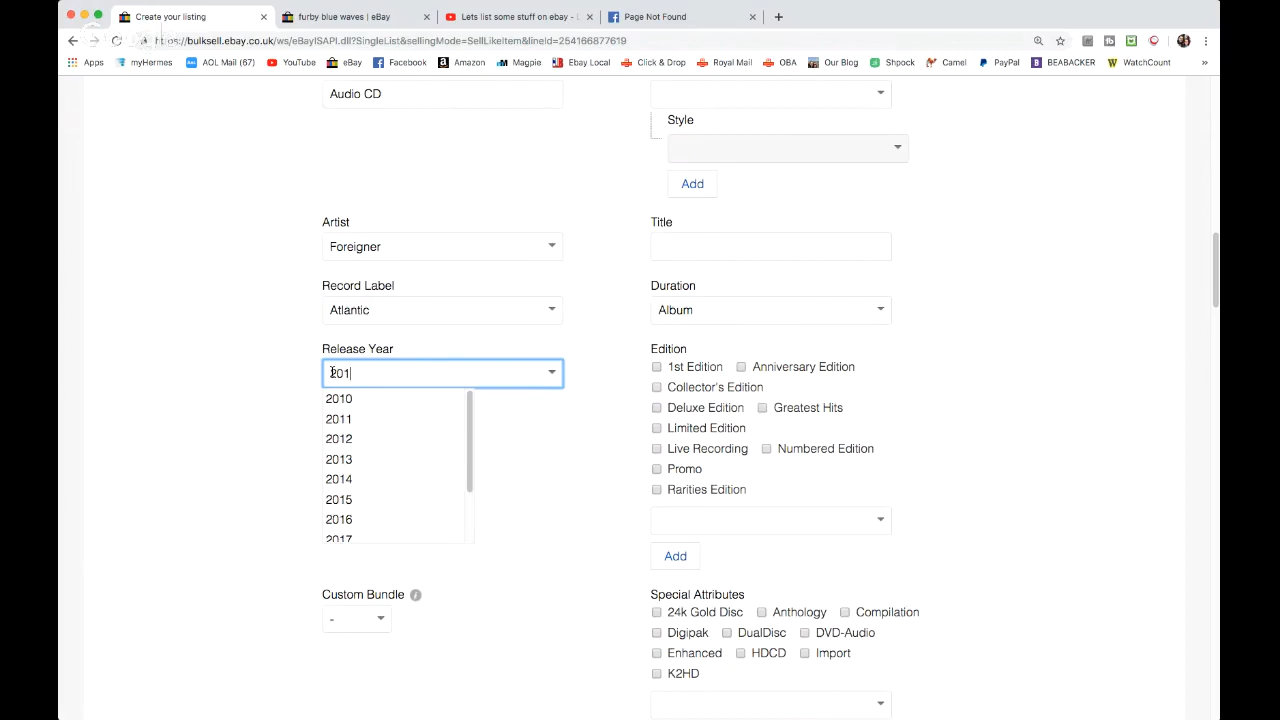 Create your listing
furby blue waves | eBay
Lets list some stuff on ebay - L
Page Not Found
https://bulksell.ebay.co.uk/ws/eBayISAPI.dll?SingleList&sellingMode=SellLikeItem&lineId=254166877619
Apps myHermes AOL Mail (67) YouTube eBay Facebook Amazon Magpie Ebay Local Click & Drop Royal Mail OBA Our Blog Shpock Camel PayPal BEABACKER WatchCount »
Audio CD
Style
Add
Artist Title
Foreigner
Record Label Duration
Atlantic Album
Release Year Edition
201
1st Edition Anniversary Edition
2010
Collector's Edition
2011
Deluxe Edition Greatest Hits
2012
Limited Edition
2013
Live Recording Numbered Edition
2014
Promo
2015
Rarities Edition
2016
2017
Add
Custom Bundle Special Attributes
-
24k Gold Disc Anthology Compilation
Digipak DualDisc DVD-Audio
Enhanced HDCD Import
K2HD